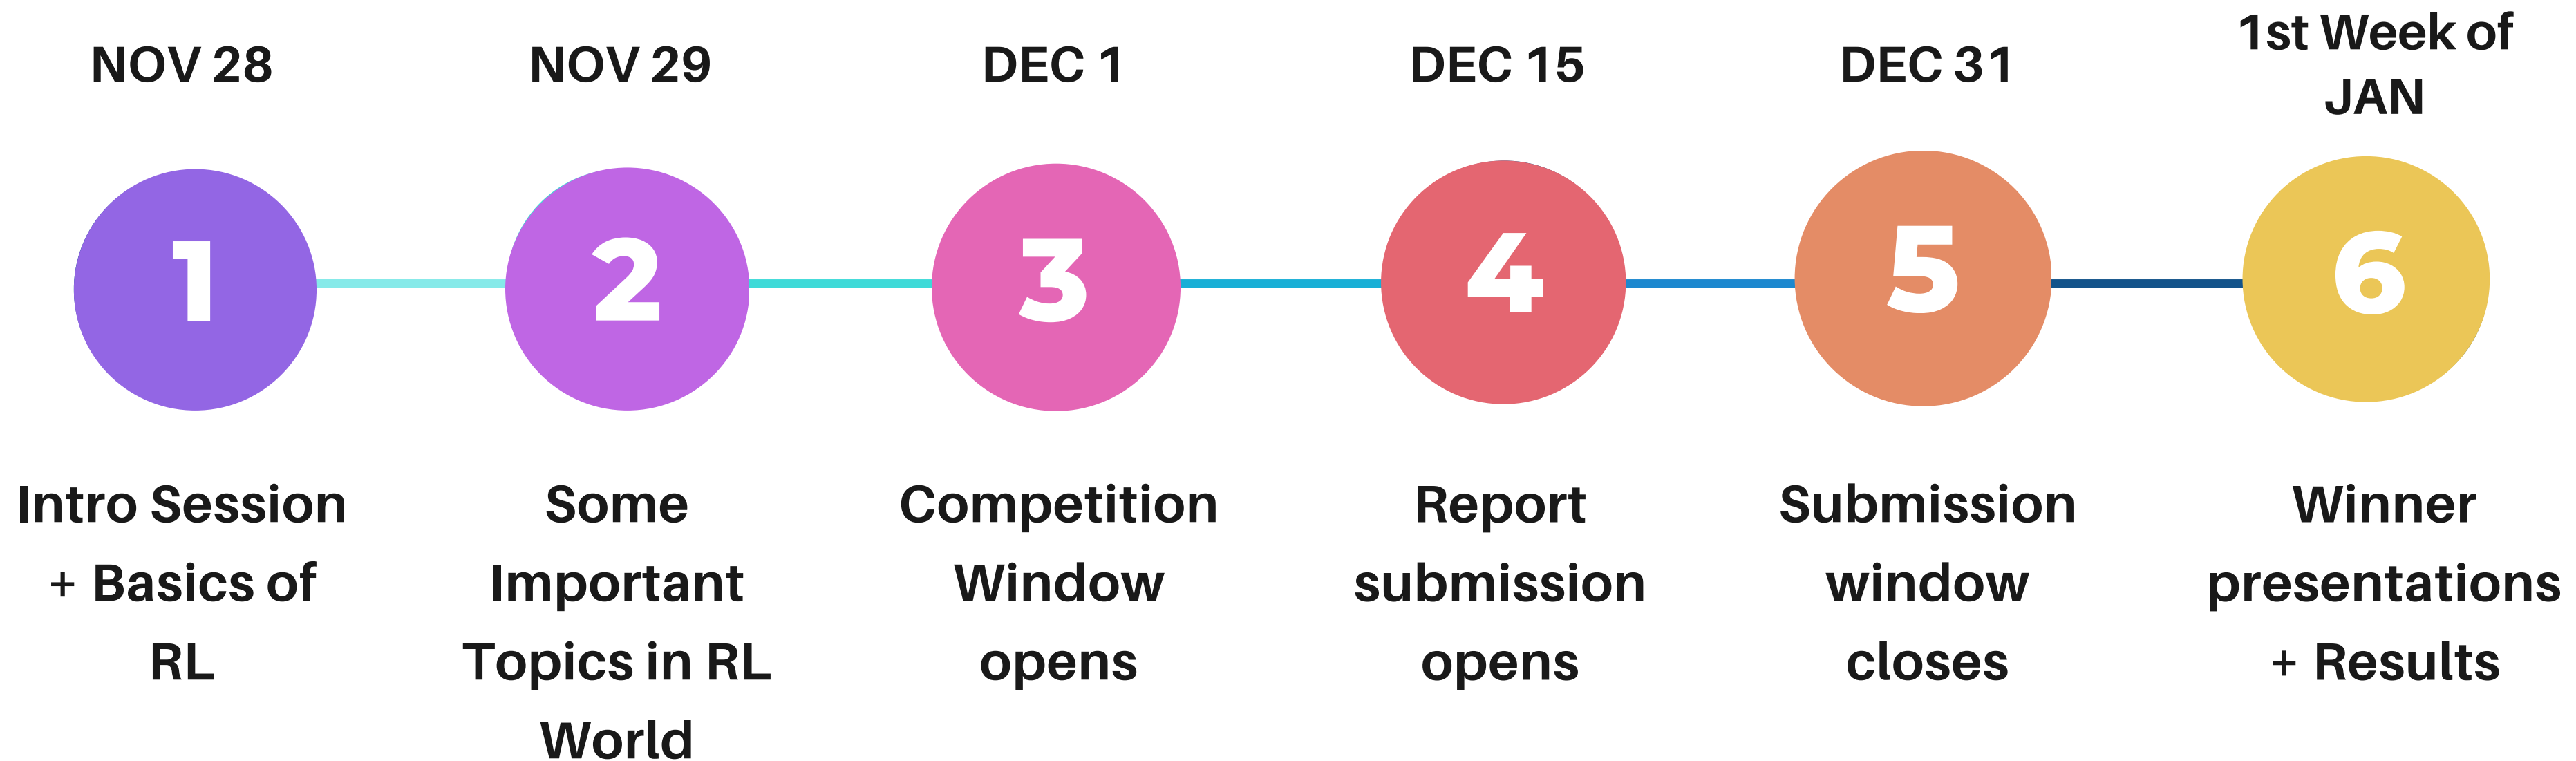 NOV 28
NOV 29
DEC 1
DEC 15
DEC 31
1st Week of
JAN
1
2
3
4
5
6
Intro Session
+ Basics of
RL
Some
Important
Topics in RL
World
Competition
Window
opens
Report
submission
opens
Submission
window
closes
Winner
presentations
+ Results